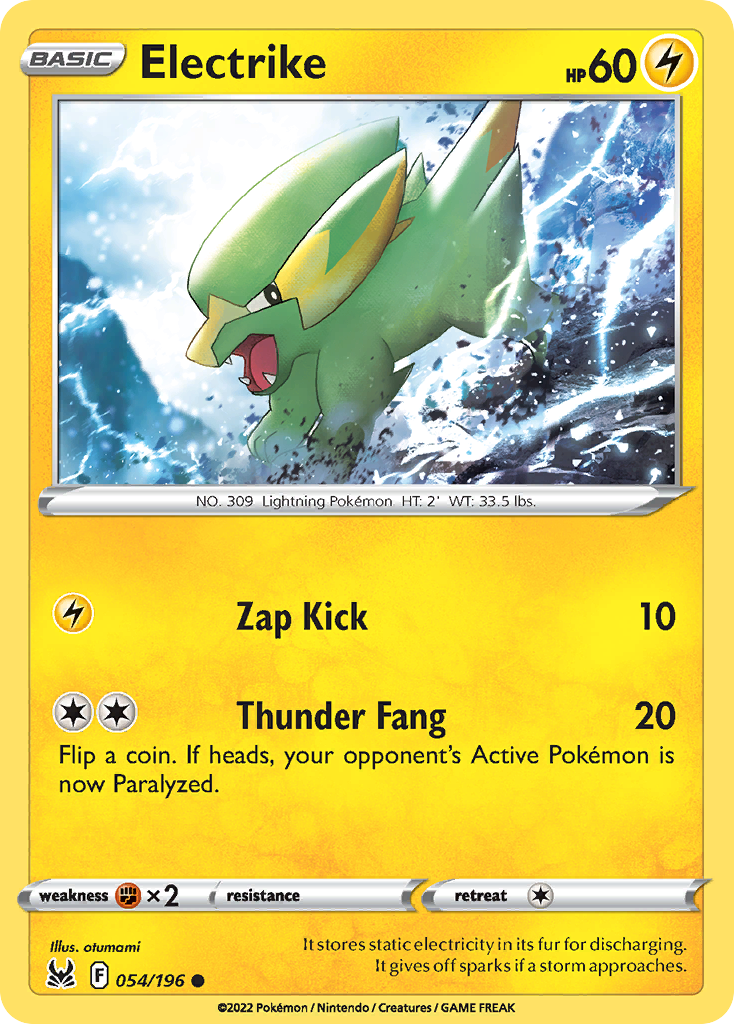 BASIC Electrike HP 60
NO. 309 Lightning Pokémon HT: 2' WT: 33.5 lbs.
Zap Kick 10
Thunder Fang 20
Flip a coin. If heads, your opponent's Active Pokémon is
now Paralyzed.
weakness ×2 resistance retreat
Illus. otumami
It stores static electricity in its fur for discharging.
It gives off sparks if a storm approaches.
F 054/196
©2022 Pokémon / Nintendo / Creatures / GAME FREAK